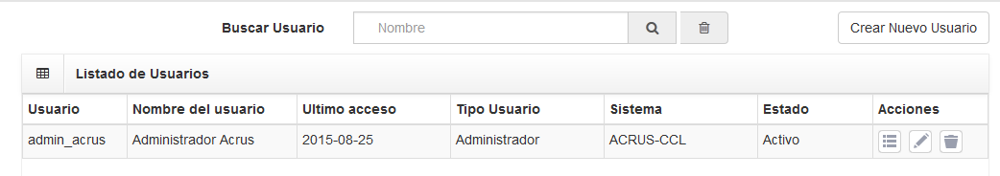 Buscar Usuario Nombre Crear Nuevo Usuario
Listado de Usuarios
Usuario Nombre del usuario Ultimo acceso Tipo Usuario Sistema Estado Acciones
admin_acrus Administrador Acrus 2015-08-25 Administrador ACRUS-CCL Activo